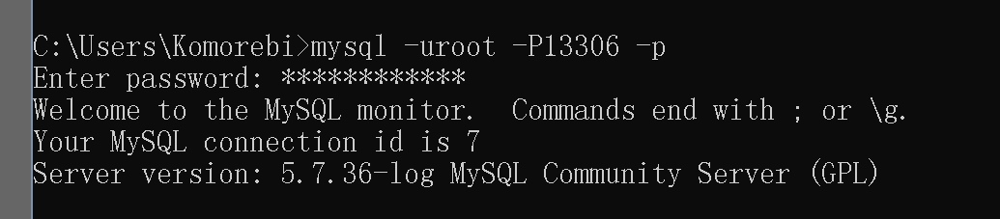 C:\Users\Komorebi>mysql -uroot -P13306 -p
Enter password: ************
Welcome to the MySQL monitor.  Commands end with ; or \g.
Your MySQL connection id is 7
Server version: 5.7.36-log MySQL Community Server (GPL)